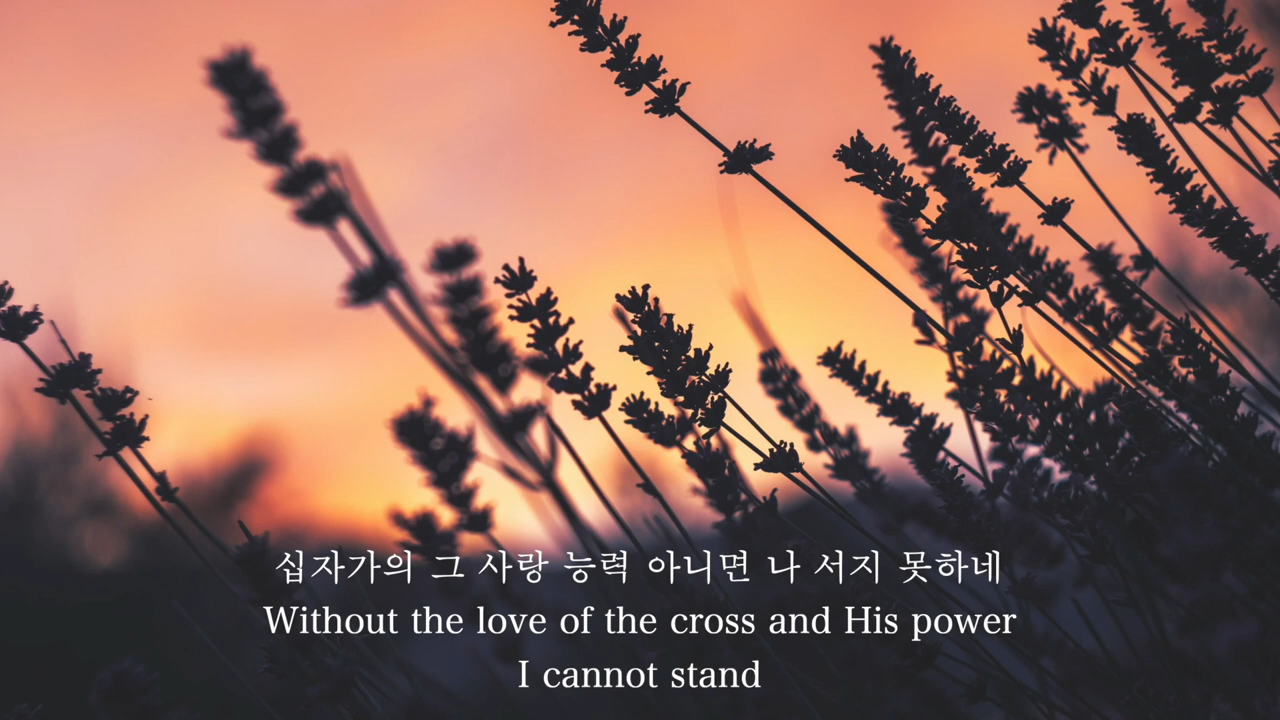 십자가의 그 사랑 능력 아니면 나 서지 못하네
Without the love of the cross and His power
I cannot stand